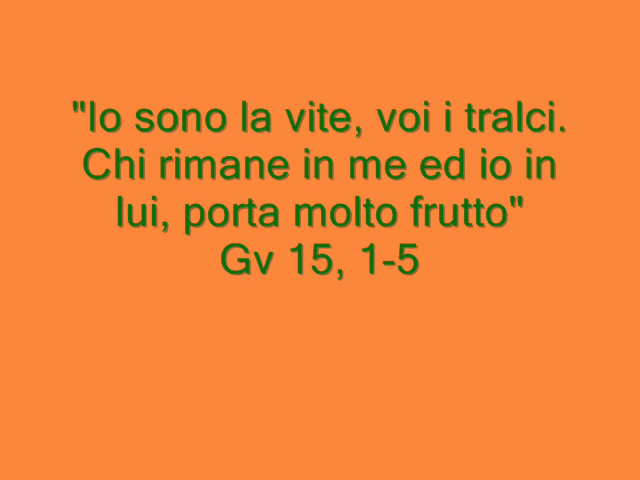 "Io sono la vite, voi i tralci.
Chi rimane in me ed io in
lui, porta molto frutto"
Gv 15, 1-5